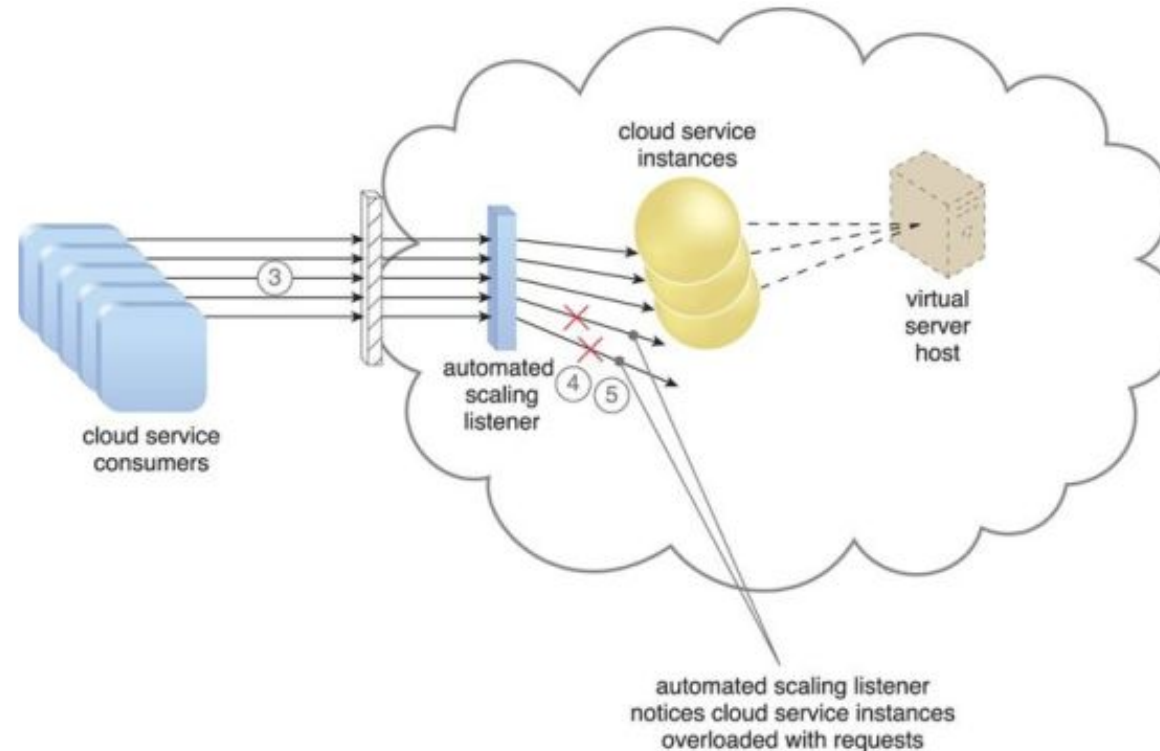 cloud service
instances
3
automated
scaling
listener
4
5
virtual
server
host
cloud service
consumers
automated scaling listener
notices cloud service instances
overloaded with requests